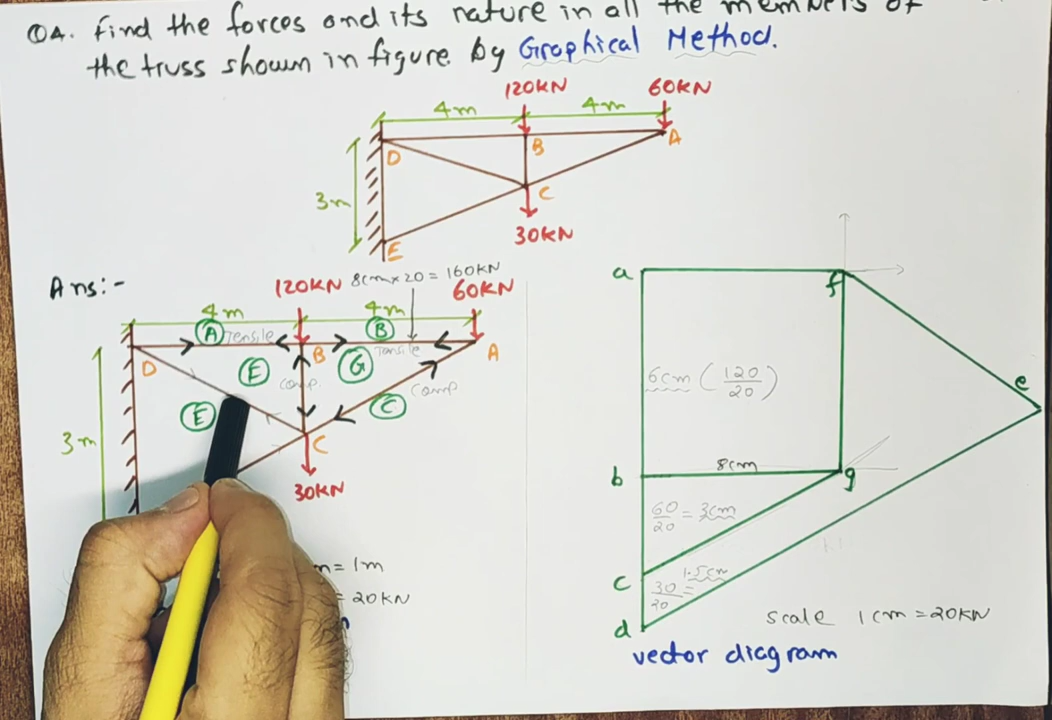 Q4. Find the forces and its nature in all the members of
the truss shown in figure by Graphical Method.
120KN 60KN
4m 4m
D B A
3m
C
E 30KN
Ans:-
120KN 8cm×20 = 160KN 60KN
4m 4m
A Tensile B
D B Tensile A
E comp. G
E C comp
3m C
30KN
= 1m
= 20KN
a f
6cm (120/20)
e
b 8cm g
60/20 = 3cm
c 1.5cm
30/20 =
d
scale 1cm = 20KN
vector diagram